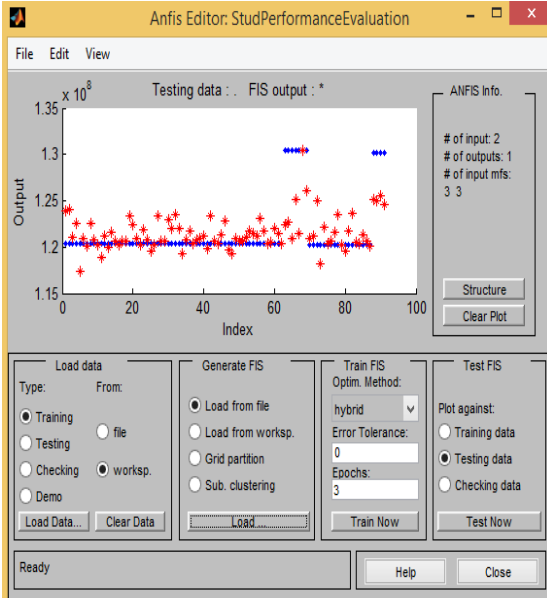 Anfis Editor: StudPerformanceEvaluation
File Edit View
x 10^8
Testing data : . FIS output : *
1.35
1.3
1.25
1.2
1.15
Output
0 20 40 60 80 100
Index
ANFIS Info.
# of input: 2
# of outputs: 1
# of input mfs:
3 3
Structure
Clear Plot
Load data
Type: From:
Training
Testing
Checking
Demo
file
worksp.
Load Data... Clear Data
Generate FIS
Load from file
Load from worksp.
Grid partition
Sub. clustering
Load ...
Train FIS
Optim. Method:
hybrid
Error Tolerance:
0
Epochs:
3
Train Now
Test FIS
Plot against:
Training data
Testing data
Checking data
Test Now
Ready
Help Close